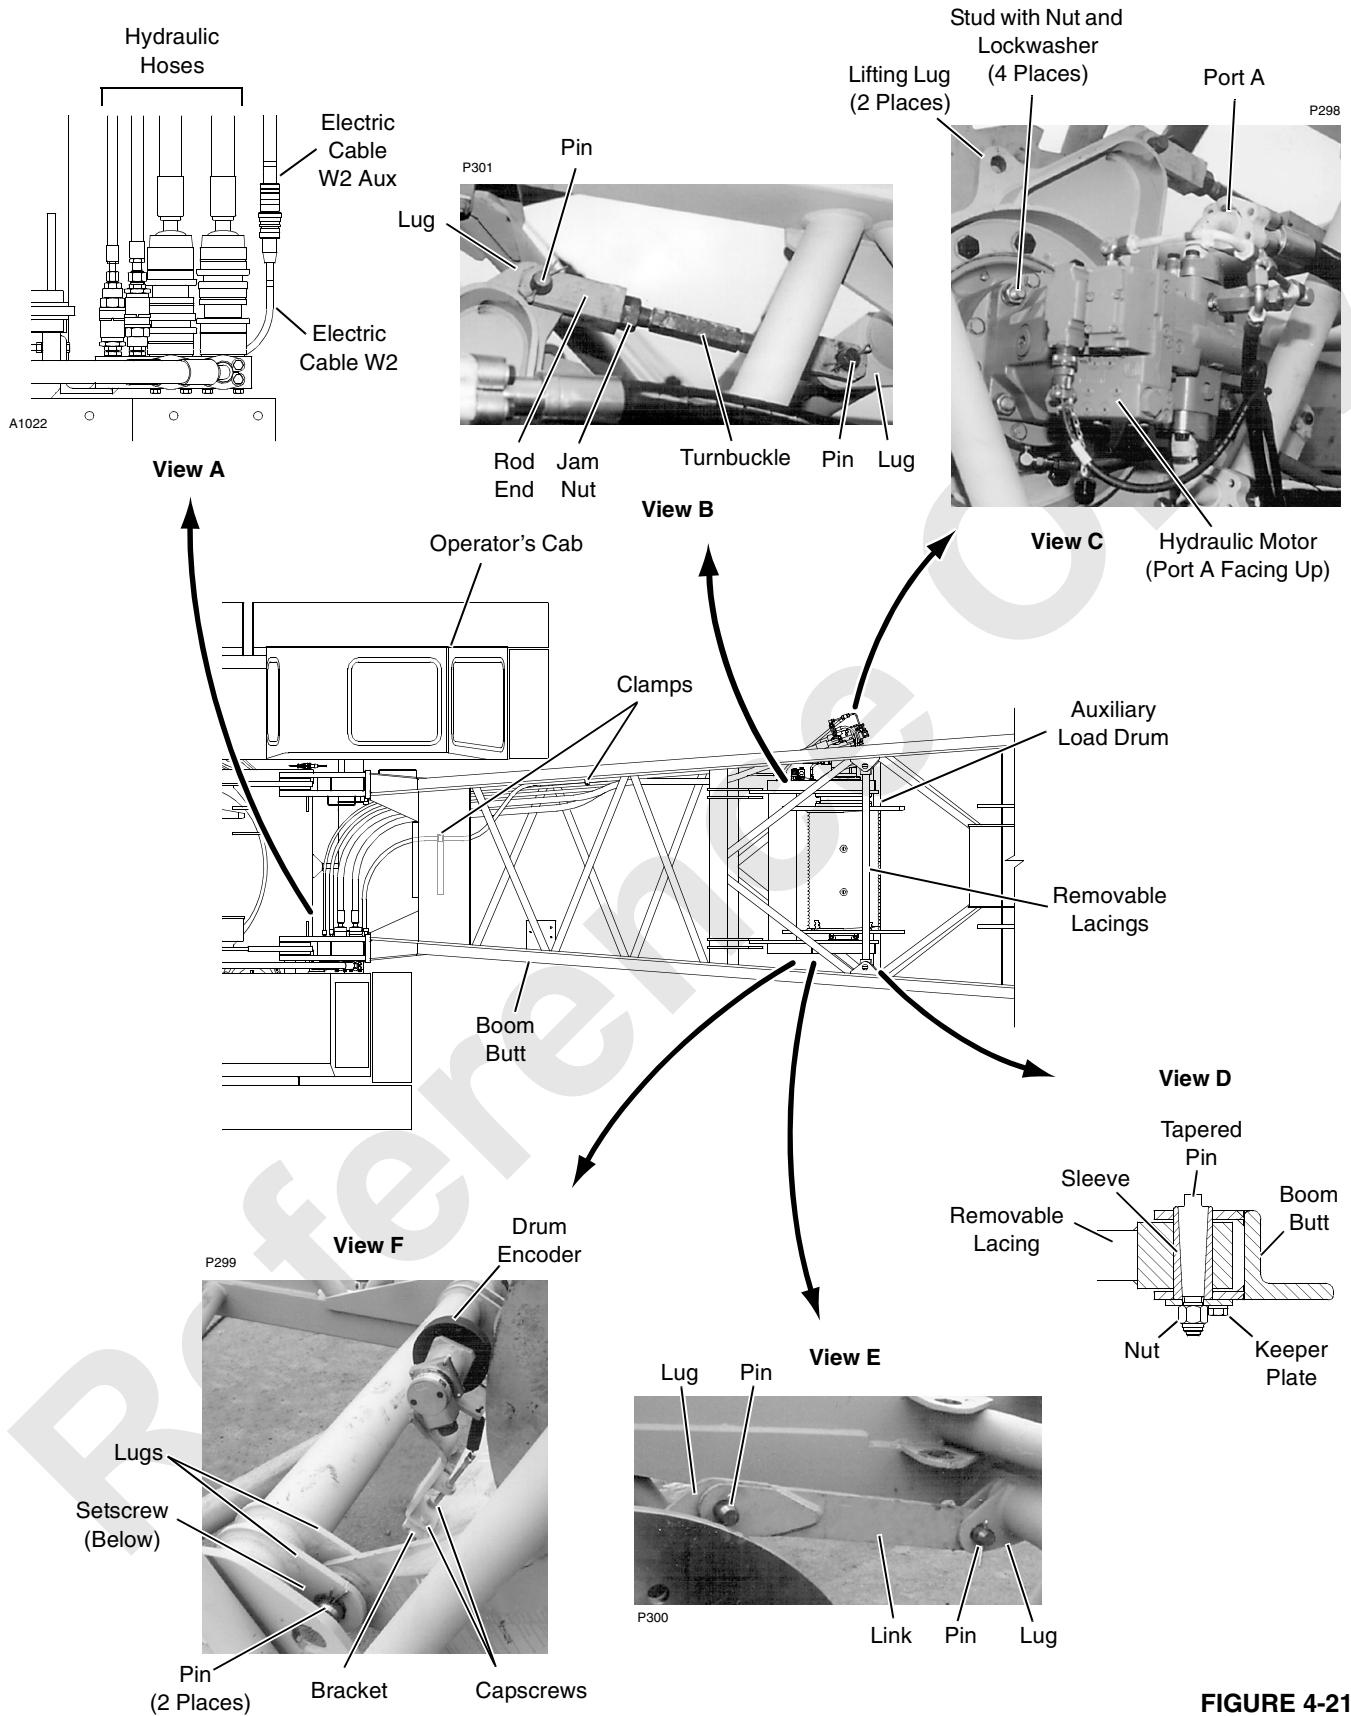 Hydraulic
Hoses
Electric
Cable
W2 Aux
Electric
Cable W2
A1022
View A
P301
Pin
Lug
Rod
End
Jam
Nut
Turnbuckle
Pin
Lug
View B
Stud with Nut and
Lockwasher
(4 Places)
Lifting Lug
(2 Places)
Port A
P298
View C
Hydraulic Motor
(Port A Facing Up)
Operator's Cab
Clamps
Auxiliary
Load Drum
Removable
Lacings
Boom
Butt
View D
Tapered
Pin
Sleeve
Removable
Lacing
Boom
Butt
Nut
Keeper
Plate
View F
P299
Drum
Encoder
Lugs
Setscrew
(Below)
Pin
(2 Places)
Bracket
Capscrews
View E
Lug
Pin
P300
Link
Pin
Lug
FIGURE 4-21